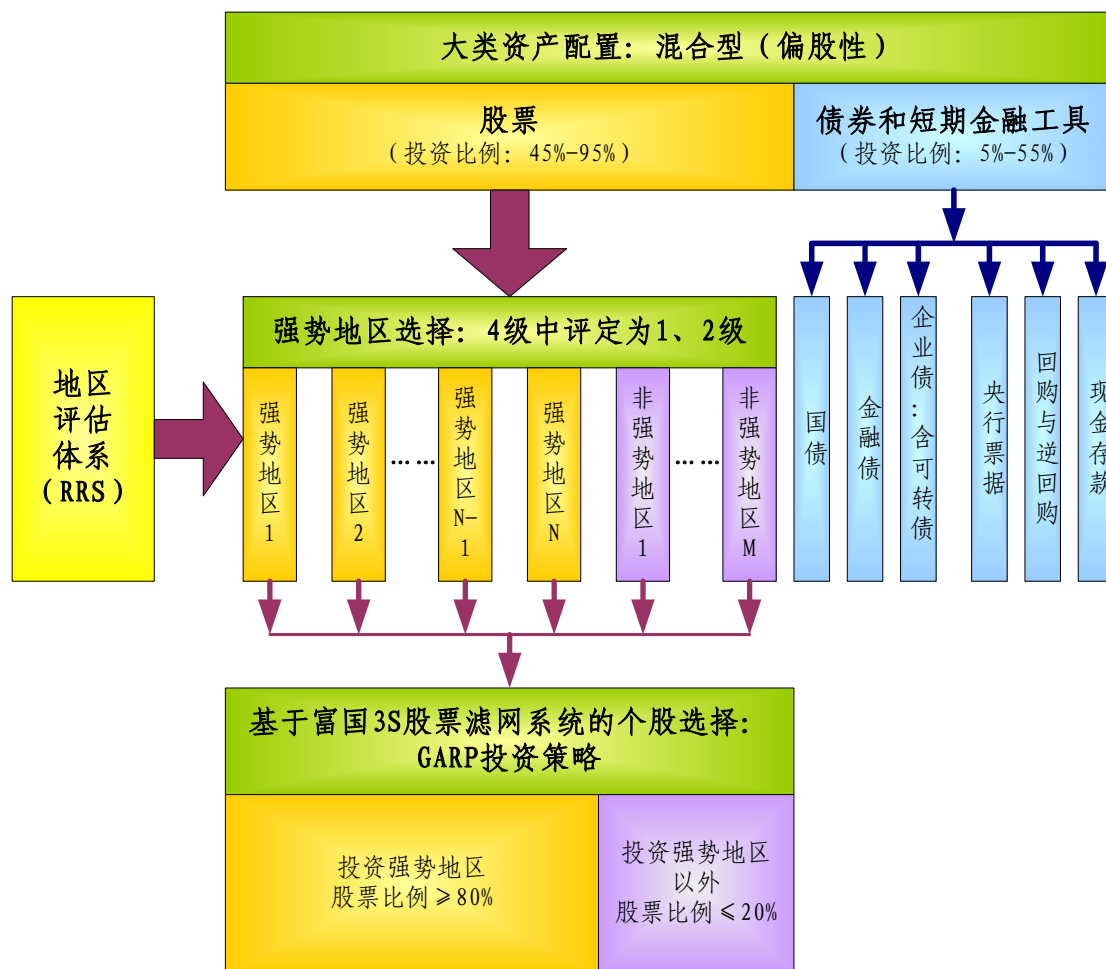 大类资产配置：混合型（偏股性）
股票
（投资比例：45%-95%）
债券和短期金融工具
（投资比例：5%-55%）
地区
评估
体系
（RRS）
强势地区选择：4级中评定为1、2级
强势地区1
强势地区2
……
强势地区N-1
强势地区N
非强势地区1
……
非强势地区M
国债
金融债
企业债：含可转债
央行票据
回购与逆回购
现金存款
基于富国3S股票滤网系统的个股选择：
GARP投资策略
投资强势地区
股票比例≥80%
投资强势地区
以外
股票比例≤20%